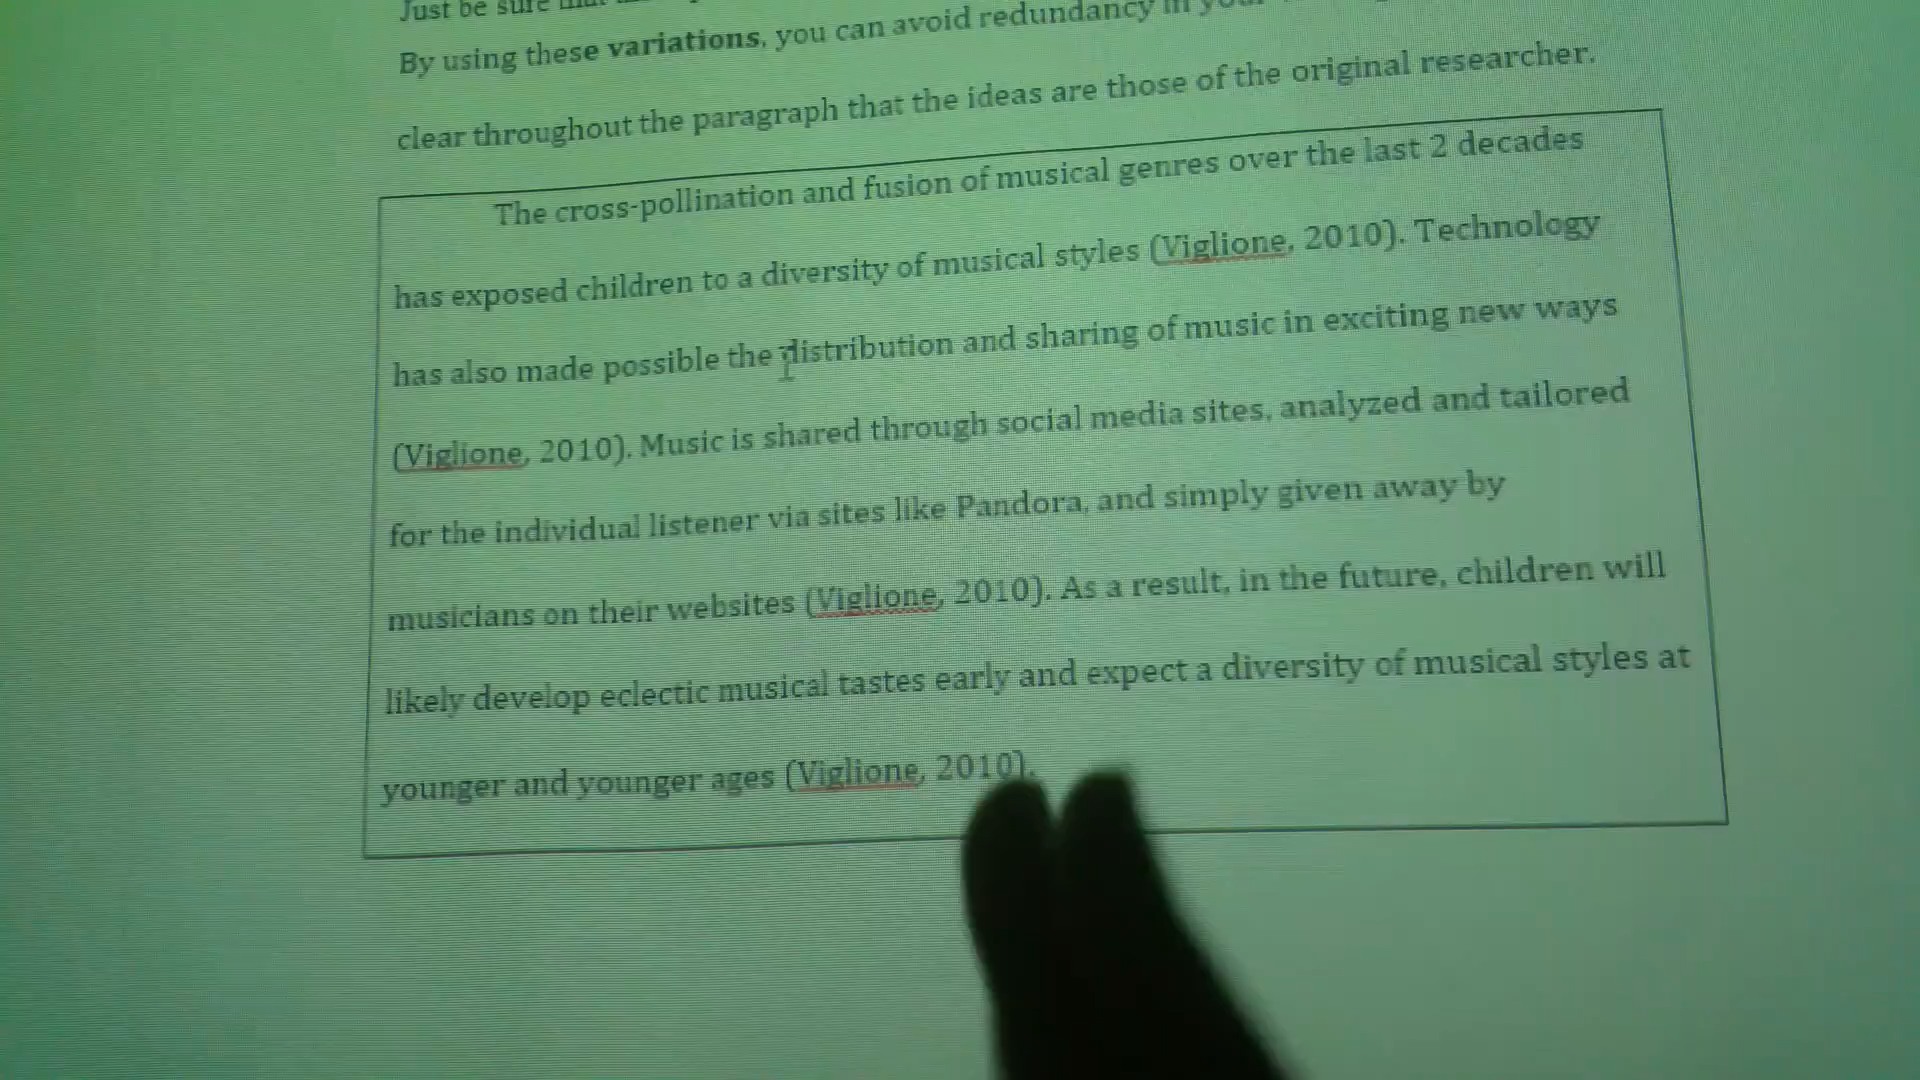 Just be sure
By using these variations, you can avoid redundancy in
clear throughout the paragraph that the ideas are those of the original researcher.
The cross-pollination and fusion of musical genres over the last 2 decades
has exposed children to a diversity of musical styles (Viglione, 2010). Technology
has also made possible the distribution and sharing of music in exciting new ways
(Viglione, 2010). Music is shared through social media sites, analyzed and tailored
for the individual listener via sites like Pandora, and simply given away by
musicians on their websites (Viglione, 2010). As a result, in the future, children will
likely develop eclectic musical tastes early and expect a diversity of musical styles at
younger and younger ages (Viglione, 2010).